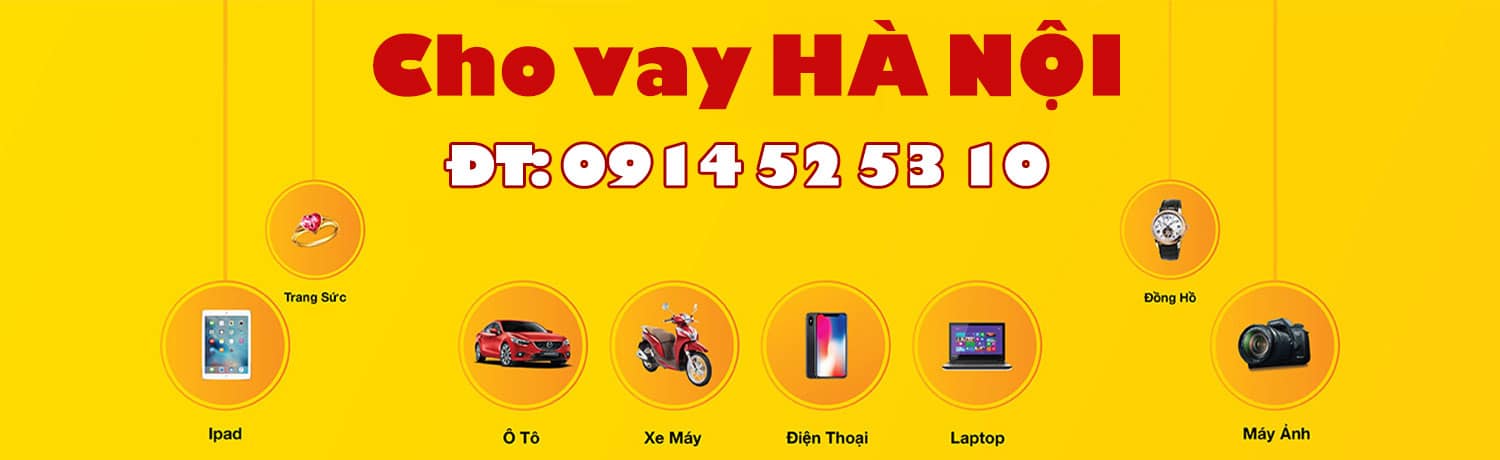 Cho vay HÀ NỘI
ĐT: 0914 52 53 10
Trang Sức
Đồng Hồ
Ipad
Ô Tô
Xe Máy
Điện Thoại
Laptop
Máy Ảnh